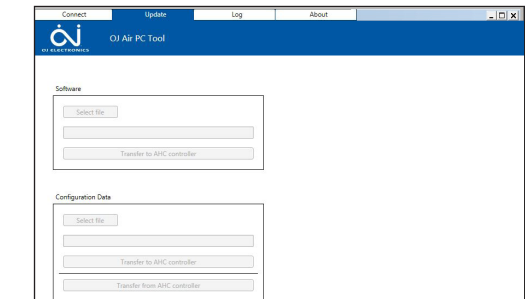 Connect Update Log About
OJ Air PC Tool
OJ ELECTRONICS
Software
Select file
Transfer to AHC controller
Configuration Data
Select file
Transfer to AHC controller
Transfer from AHC controller